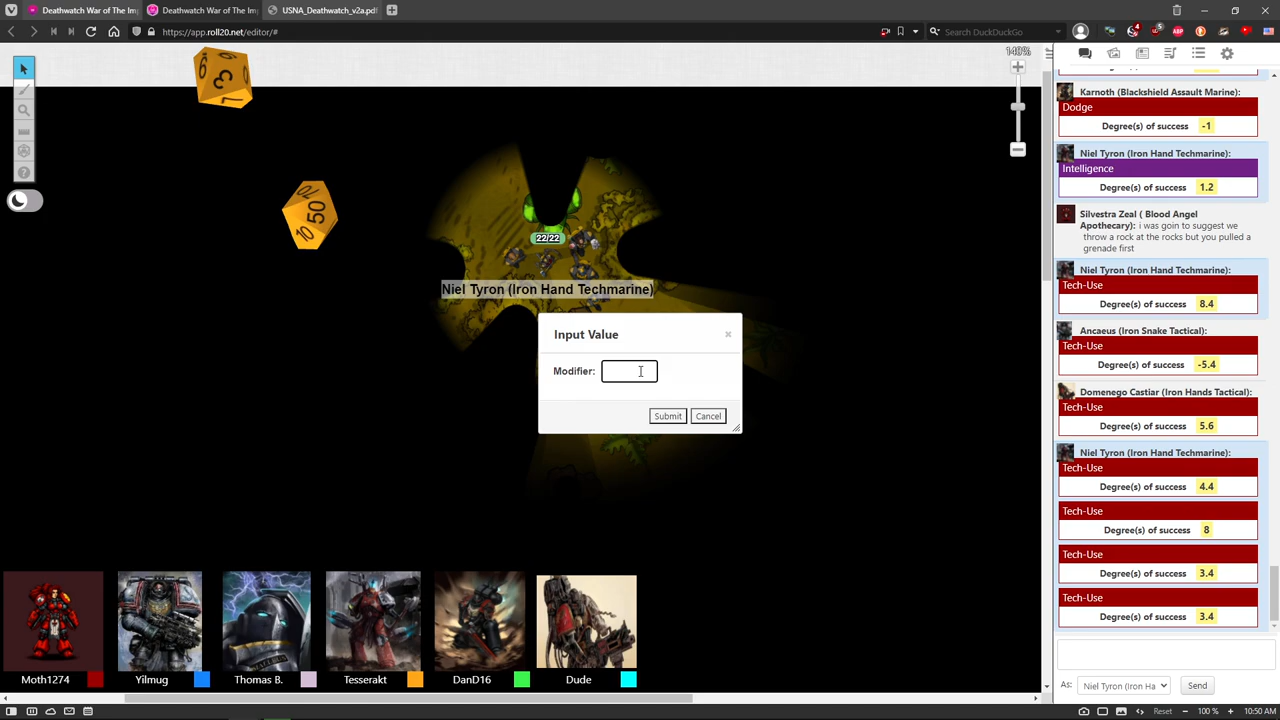 Deathwatch War of The Im
Deathwatch War of The Im
USNA_Deathwatch_v2a.pdf
https://app.roll20.net/editor/#
Search DuckDuckGo
140%
6
3
7
50
10
22/22
Niel Tyron (Iron Hand Techmarine)
Input Value
Modifier:
Submit
Cancel
Karnoth (Blackshield Assault Marine):
Dodge
Degree(s) of success -1
Niel Tyron (Iron Hand Techmarine):
Intelligence
Degree(s) of success 1.2
Silvestra Zeal ( Blood Angel
Apothecary): i was goin to suggest we
throw a rock at the rocks but you pulled a
grenade first
Niel Tyron (Iron Hand Techmarine):
Tech-Use
Degree(s) of success 8.4
Ancaeus (Iron Snake Tactical):
Tech-Use
Degree(s) of success -5.4
Domenego Castiar (Iron Hands Tactical):
Tech-Use
Degree(s) of success 5.6
Niel Tyron (Iron Hand Techmarine):
Tech-Use
Degree(s) of success 4.4
Tech-Use
Degree(s) of success 8
Tech-Use
Degree(s) of success 3.4
Tech-Use
Degree(s) of success 3.4
Moth1274
Yilmug
Thomas B.
Tesserakt
DanD16
Dude
As: Niel Tyron (Iron Ha
Send
Reset
100 %
10:50 AM